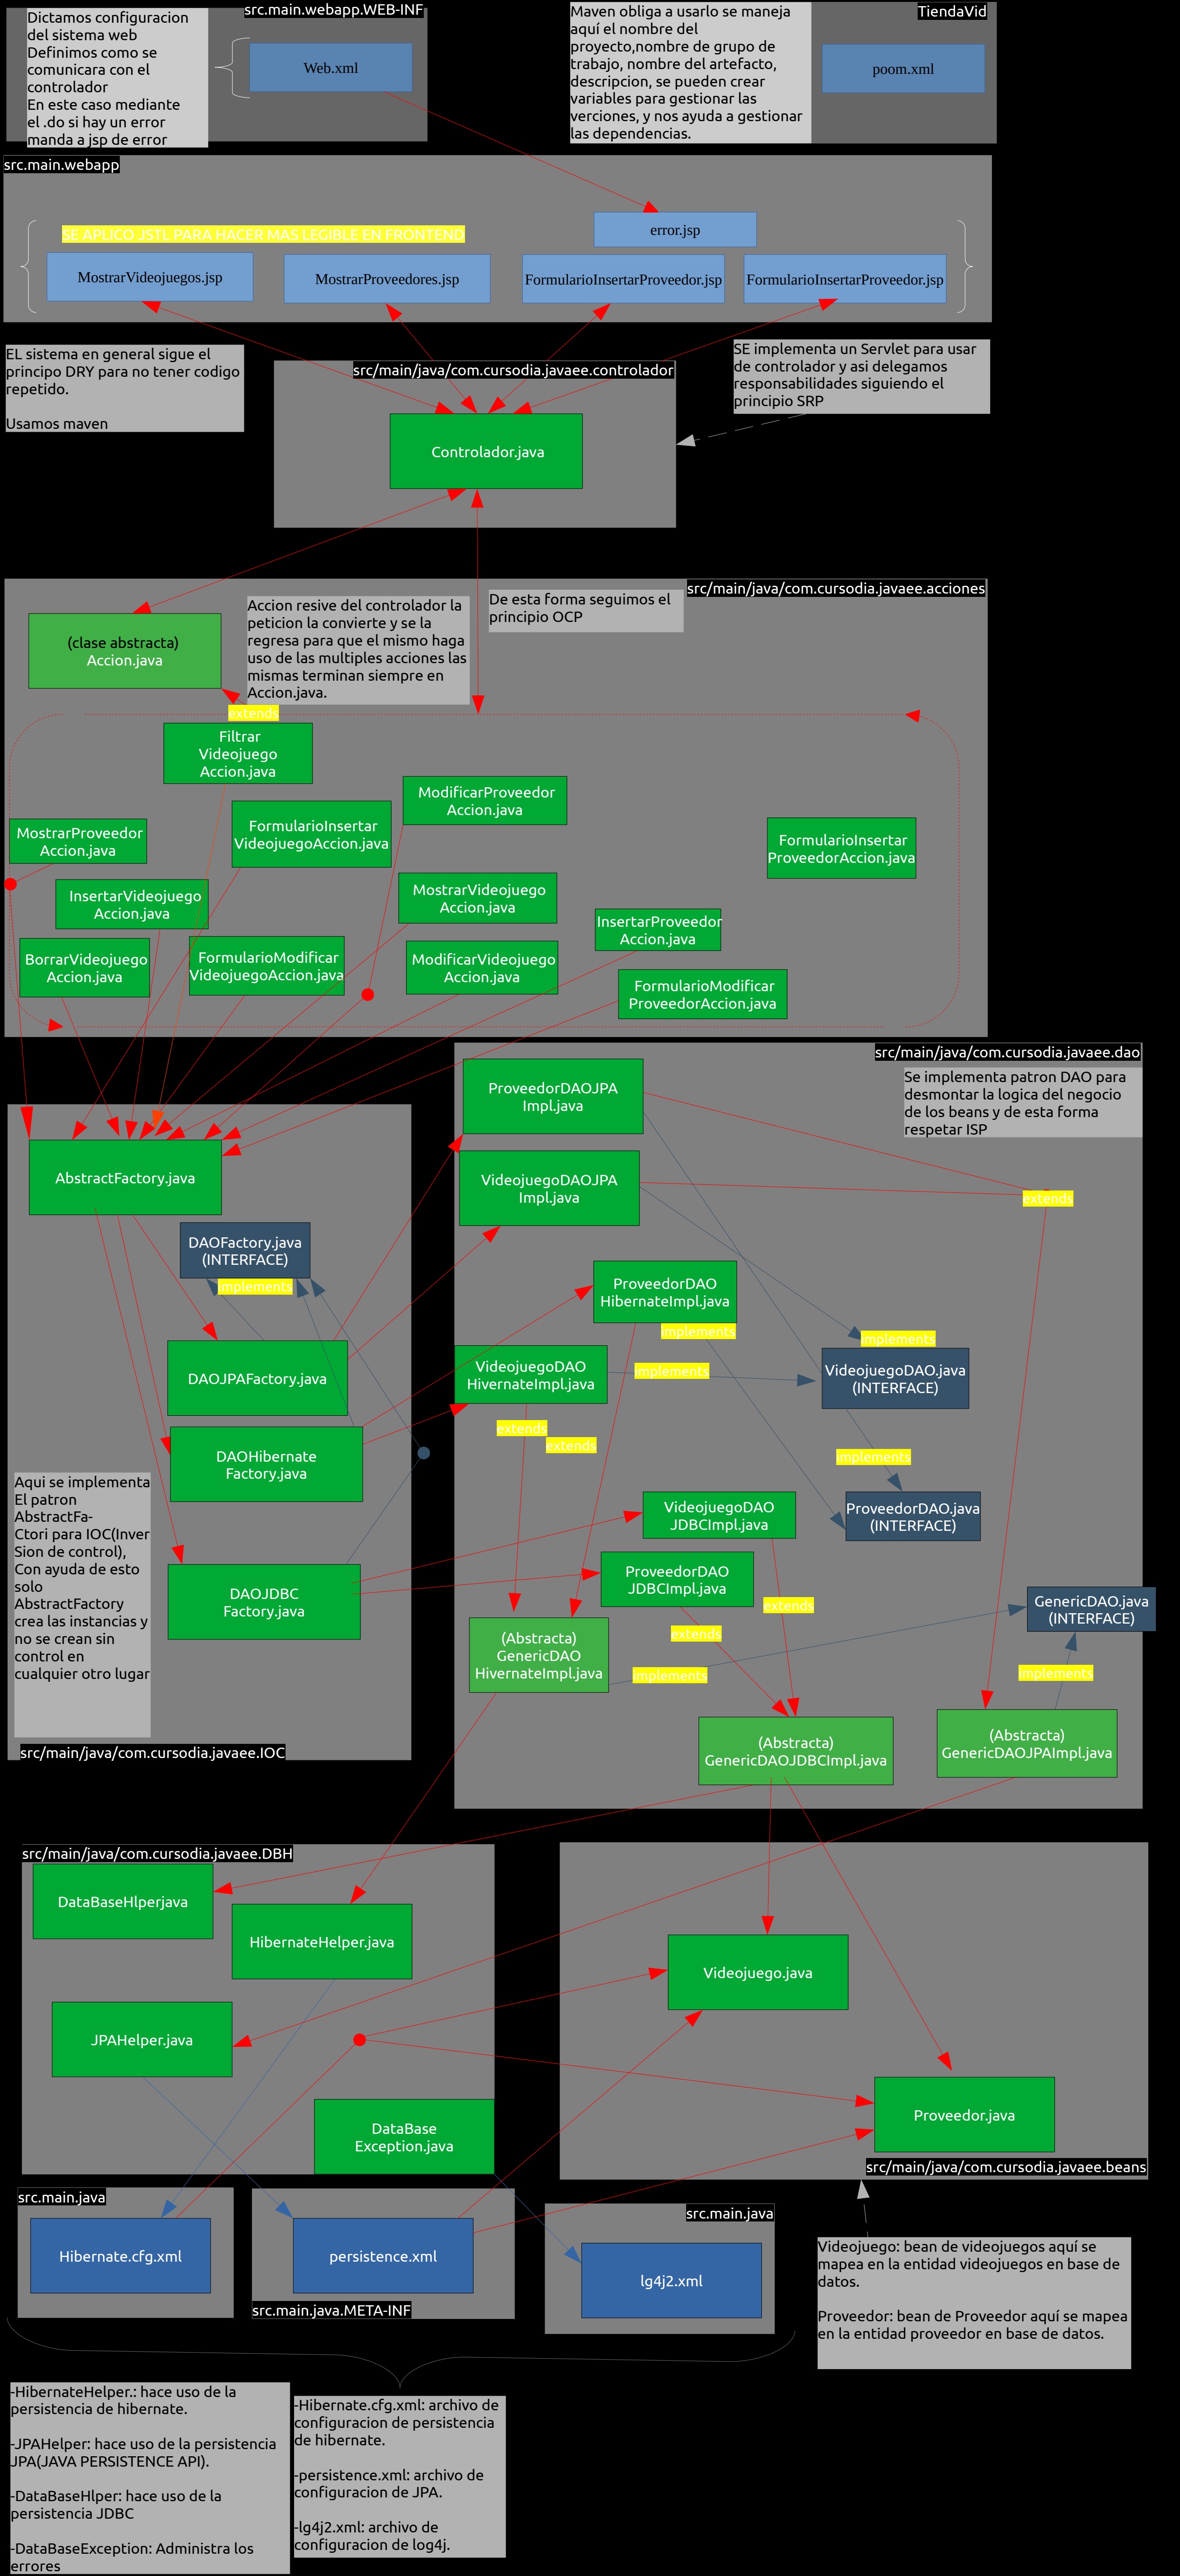 src.main.webapp.WEB-INF
Dictamos configuracion
del sistema web
Definimos como se
comunicara con el
controlador
En este caso mediante
el .do si hay un error
manda a jsp de error
Web.xml
Maven obliga a usarlo se maneja
aquí el nombre del
proyecto,nombre de grupo de
trabajo, nombre del artefacto,
descripcion, se pueden crear
variables para gestionar las
verciones, y nos ayuda a gestionar
las dependencias.
TiendaVid
poom.xml
src.main.webapp
SE APLICO JSTL PARA HACER MAS LEGIBLE EN FRONTEND
error.jsp
MostrarVideojuegos.jsp
MostrarProveedores.jsp
FormularioInsertarProveedor.jsp
FormularioInsertarProveedor.jsp
EL sistema en general sigue el
principo DRY para no tener codigo
repetido.
Usamos maven
src/main/java/com.cursodia.javaee.controlador
Controlador.java
SE implementa un Servlet para usar
de controlador y asi delegamos
responsabilidades siguiendo el
principio SRP
src/main/java/com.cursodia.javaee.acciones
(clase abstracta)
Accion.java
Accion resive del controlador la
peticion la convierte y se la
regresa para que el mismo haga
uso de las multiples acciones las
mismas terminan siempre en
Accion.java.
De esta forma seguimos el
principio OCP
extends
Filtrar
Videojuego
Accion.java
ModificarProveedor
Accion.java
MostrarProveedor
Accion.java
FormularioInsertar
VideojuegoAccion.java
FormularioInsertar
ProveedorAccion.java
InsertarVideojuego
Accion.java
MostrarVideojuego
Accion.java
InsertarProveedor
Accion.java
BorrarVideojuego
Accion.java
FormularioModificar
VideojuegoAccion.java
ModificarVideojuego
Accion.java
FormularioModificar
ProveedorAccion.java
src/main/java/com.cursodia.javaee.dao
Se implementa patron DAO para
desmontar la logica del negocio
de los beans y de esta forma
respetar ISP
ProveedorDAOJPA
Impl.java
VideojuegoDAOJPA
Impl.java
extends
AbstractFactory.java
DAOFactory.java
(INTERFACE)
implements
ProveedorDAO
HibernateImpl.java
implements
implements
DAOJPAFactory.java
VideojuegoDAO
HivernateImpl.java
implements
VideojuegoDAO.java
(INTERFACE)
extends
extends
implements
DAOHibernate
Factory.java
Aqui se implementa
El patron
AbstractFa-
Ctori para IOC(Inver
Sion de control),
Con ayuda de esto
solo
AbstractFactory
crea las instancias y
no se crean sin
control en
cualquier otro lugar
VideojuegoDAO
JDBCImpl.java
ProveedorDAO.java
(INTERFACE)
DAOJDBC
Factory.java
ProveedorDAO
JDBCImpl.java
extends
extends
GenericDAO.java
(INTERFACE)
(Abstracta)
GenericDAO
HivernateImpl.java
implements
implements
(Abstracta)
GenericDAOJDBCImpl.java
(Abstracta)
GenericDAOJPAImpl.java
src/main/java/com.cursodia.javaee.IOC
src/main/java/com.cursodia.javaee.DBH
DataBaseHlperjava
HibernateHelper.java
JPAHelper.java
DataBase
Exception.java
Videojuego.java
Proveedor.java
src/main/java/com.cursodia.javaee.beans
src.main.java
Hibernate.cfg.xml
persistence.xml
src.main.java.META-INF
src.main.java
lg4j2.xml
Videojuego: bean de videojuegos aquí se
mapea en la entidad videojuegos en base de
datos.
Proveedor: bean de Proveedor aquí se mapea
en la entidad proveedor en base de datos.
-HibernateHelper.: hace uso de la
persistencia de hibernate.
-JPAHelper: hace uso de la persistencia
JPA(JAVA PERSISTENCE API).
-DataBaseHlper: hace uso de la
persistencia JDBC
-DataBaseException: Administra los
errores
-Hibernate.cfg.xml: archivo de
configuracion de persistencia
de hibernate.
-persistence.xml: archivo de
configuracion de JPA.
-lg4j2.xml: archivo de
configuracion de log4j.